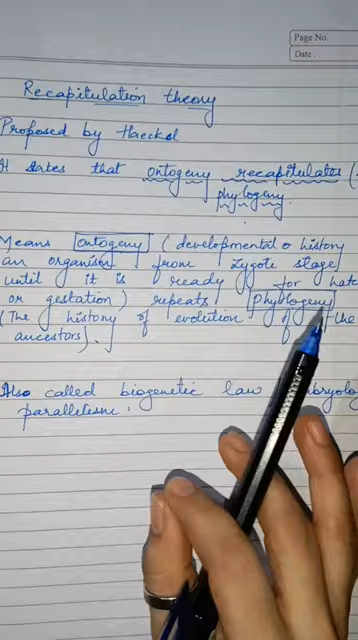 Page No.
Date . .
Recapitulation theory
Proposed by Haeckel
It states that ontogeny recapitulates (
phylogeny.
Means ontogeny (developmental history
an organism from zygote stage
until it is ready for hat
or gestation) repeats Phylogeny
(The history of evolution of the
ancestors).
Also called biogenetic law
parallelism.